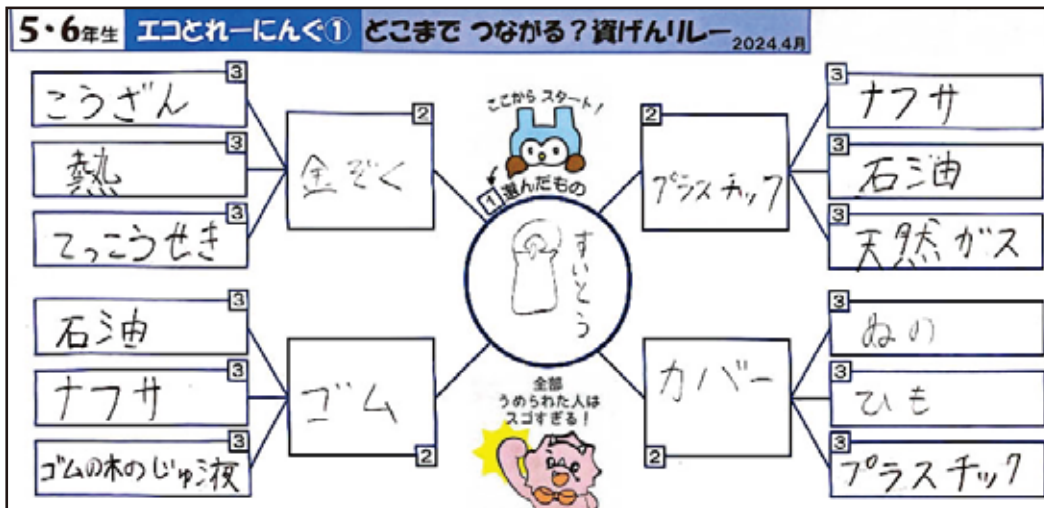 5・6年生 エコとれーにんぐ① どこまで つながる？資げんリレー 2024.4月
3
こうざん
3
熱
3
てっこうせき
2
金ぞく
ここから スタート！
1 選んだもの
すいとう
2
プラスチック
3
ナフサ
3
石油
3
天然ガス
3
石油
3
ナフサ
3
ゴムの木のじゅ液
ゴム
2
全部
うめられた人は
スゴすぎる！
カバー
2
3
ぬの
3
ひも
3
プラスチック